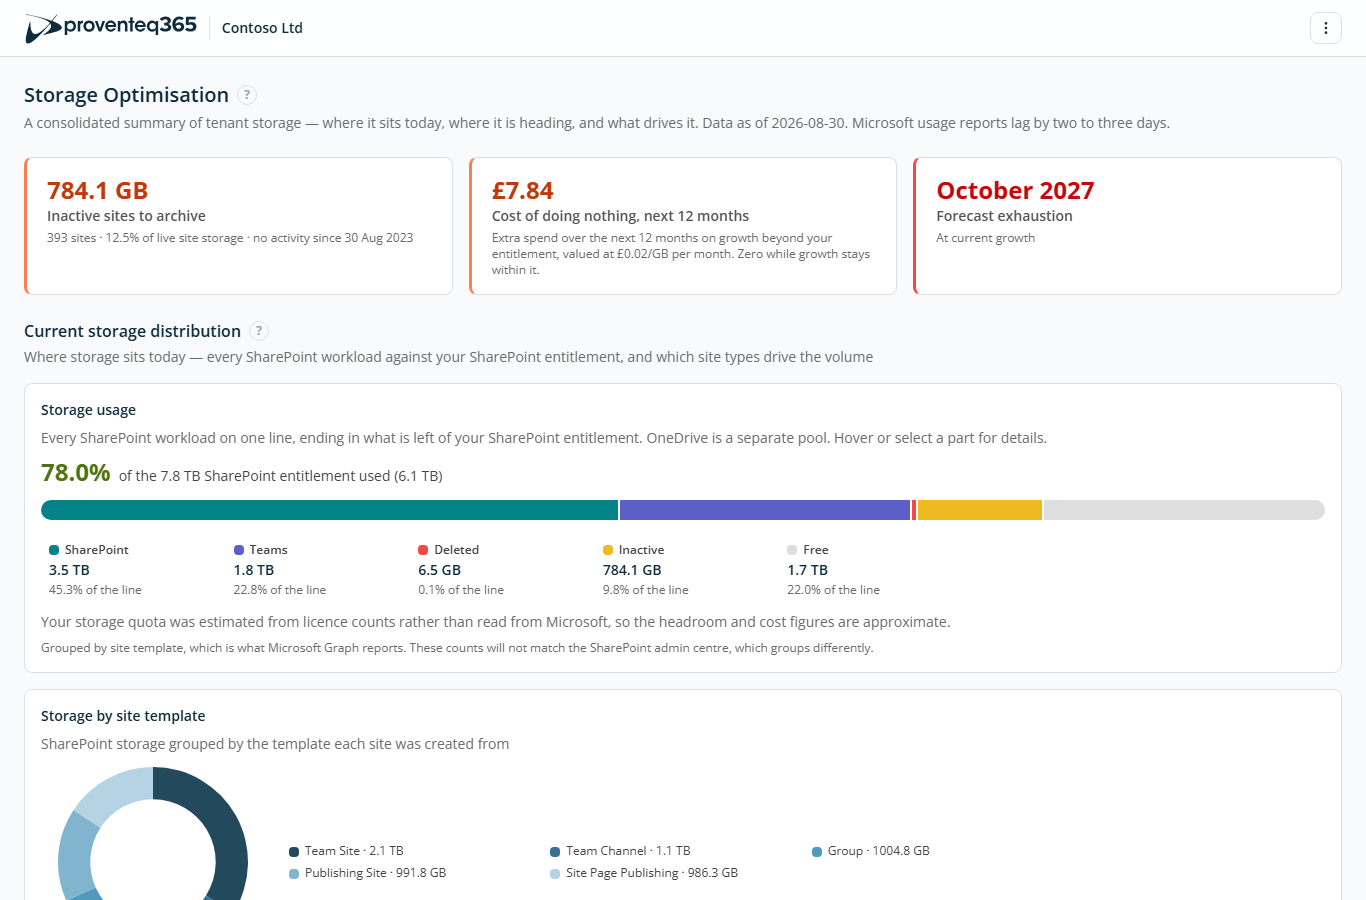 proventeq365
Contoso Ltd
Storage Optimisation ?
A consolidated summary of tenant storage — where it sits today, where it is heading, and what drives it. Data as of 2026-08-30. Microsoft usage reports lag by two to three days.
784.1 GB
Inactive sites to archive
393 sites · 12.5% of live site storage · no activity since 30 Aug 2023
£7.84
Cost of doing nothing, next 12 months
Extra spend over the next 12 months on growth beyond your
entitlement, valued at £0.02/GB per month. Zero while growth stays
within it.
October 2027
Forecast exhaustion
At current growth
Current storage distribution ?
Where storage sits today — every SharePoint workload against your SharePoint entitlement, and which site types drive the volume
Storage usage
Every SharePoint workload on one line, ending in what is left of your SharePoint entitlement. OneDrive is a separate pool. Hover or select a part for details.
78.0% of the 7.8 TB SharePoint entitlement used (6.1 TB)
SharePoint
3.5 TB
45.3% of the line
Teams
1.8 TB
22.8% of the line
Deleted
6.5 GB
0.1% of the line
Inactive
784.1 GB
9.8% of the line
Free
1.7 TB
22.0% of the line
Your storage quota was estimated from licence counts rather than read from Microsoft, so the headroom and cost figures are approximate.
Grouped by site template, which is what Microsoft Graph reports. These counts will not match the SharePoint admin centre, which groups differently.
Storage by site template
SharePoint storage grouped by the template each site was created from
Team Site · 2.1 TB
Team Channel · 1.1 TB
Group · 1004.8 GB
Publishing Site · 991.8 GB
Site Page Publishing · 986.3 GB